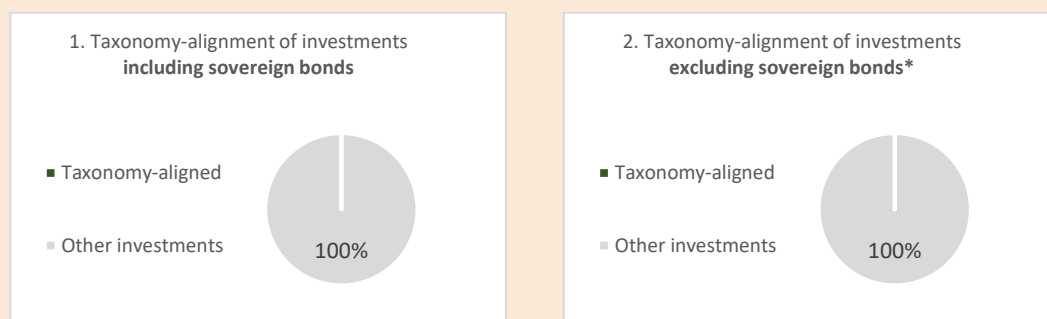 1. Taxonomy-alignment of investments
including sovereign bonds
Taxonomy-aligned
Other investments
100%
2. Taxonomy-alignment of investments
excluding sovereign bonds*
Taxonomy-aligned
Other investments
100%